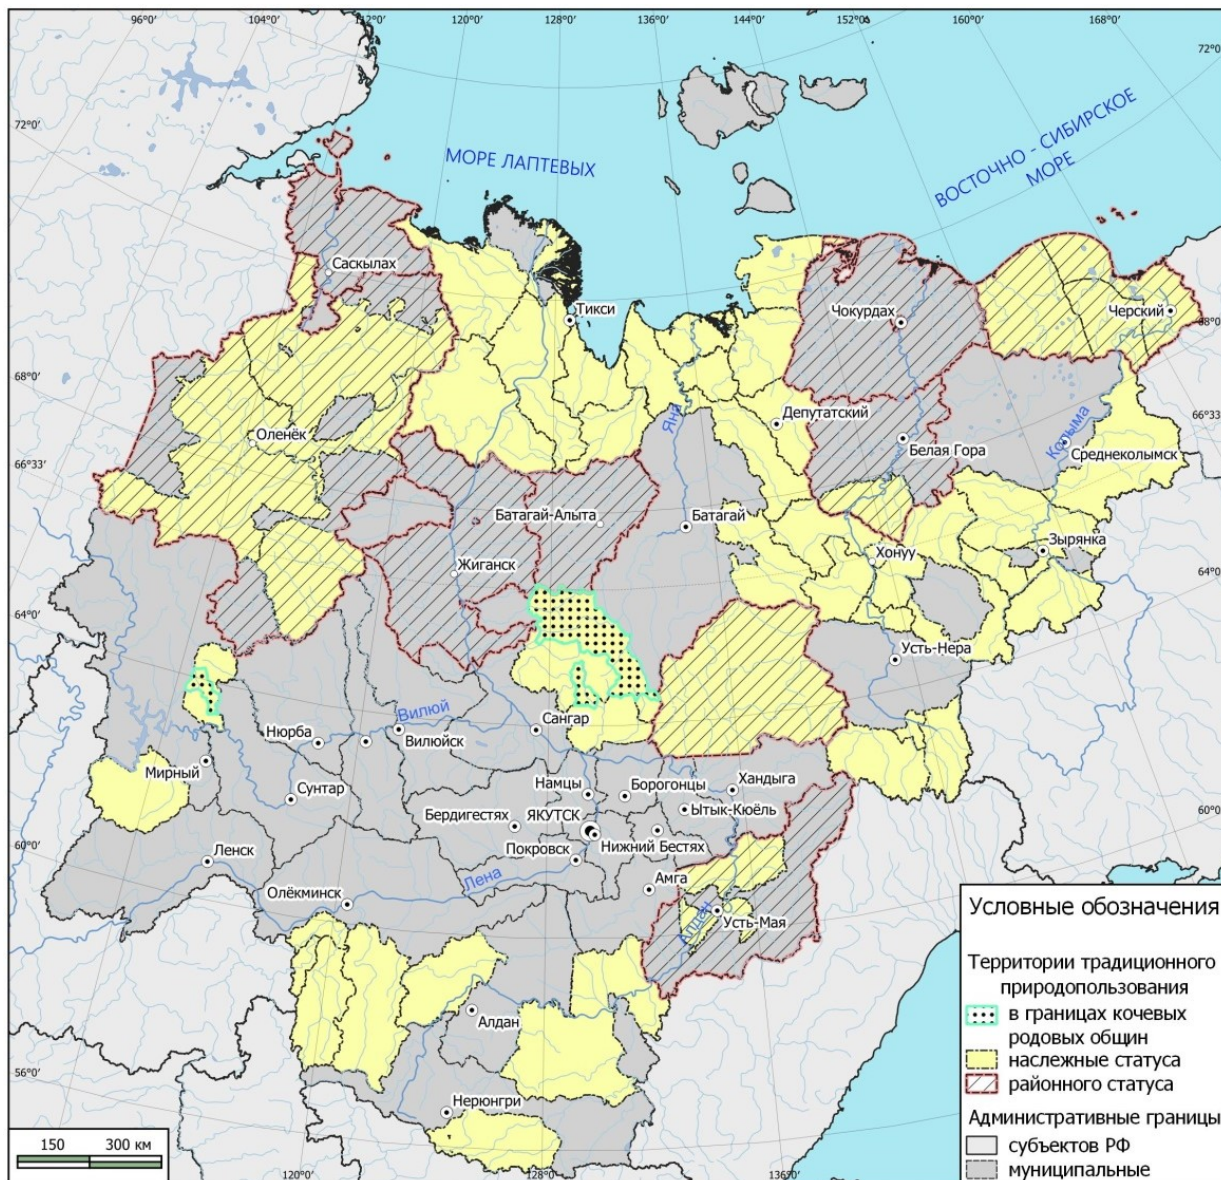 96°0'
104°0'
112°0'
120°0'
128°0'
136°0'
144°0'
152°0'
160°0'
168°0'
72°0'
72°0'
МОРЕ ЛАПТЕВЫХ
ВОСТОЧНО - СИБИРСКОЕ
МОРЕ
Саскылах
Тикси
Чокурдах
Черский
68°0'
68°0'
Яна
Депутатский
Колыма
Оленёк
Белая Гора
Среднеколымск
66°33'
66°33'
Батагай-Алыта
Батагай
Зырянка
Хонуу
Жиганск
64°0'
64°0'
Усть-Нера
Вилюй
Сангар
Нюрба
Вилюйск
Мирный
Сунтар
Намцы
Борогонцы
Хандыга
Бердигестях
ЯКУТСК
Ытык-Кюёль
Нижний Бестях
Покровск
60°0'
60°0'
Ленск
Лена
Амга
Олёкминск
Алдан
Усть-Мая
Алдан
Нерюнгри
56°0'
120°0'
128°0'
136°0'
150
300 км
Условные обозначения
Территории традиционного
природопользования
в границах кочевых
родовых общин
наслежные статуса
районного статуса
Административные границы
субъектов РФ
муниципальные